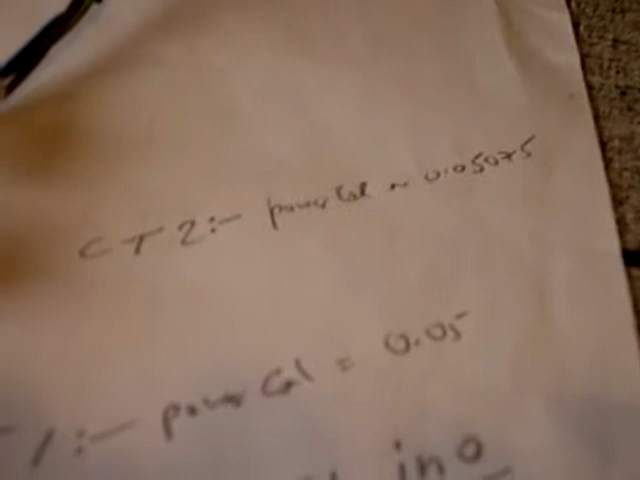 CT2:- power Cal ~ 0.05075
1:- power Cal = 0.05
ino